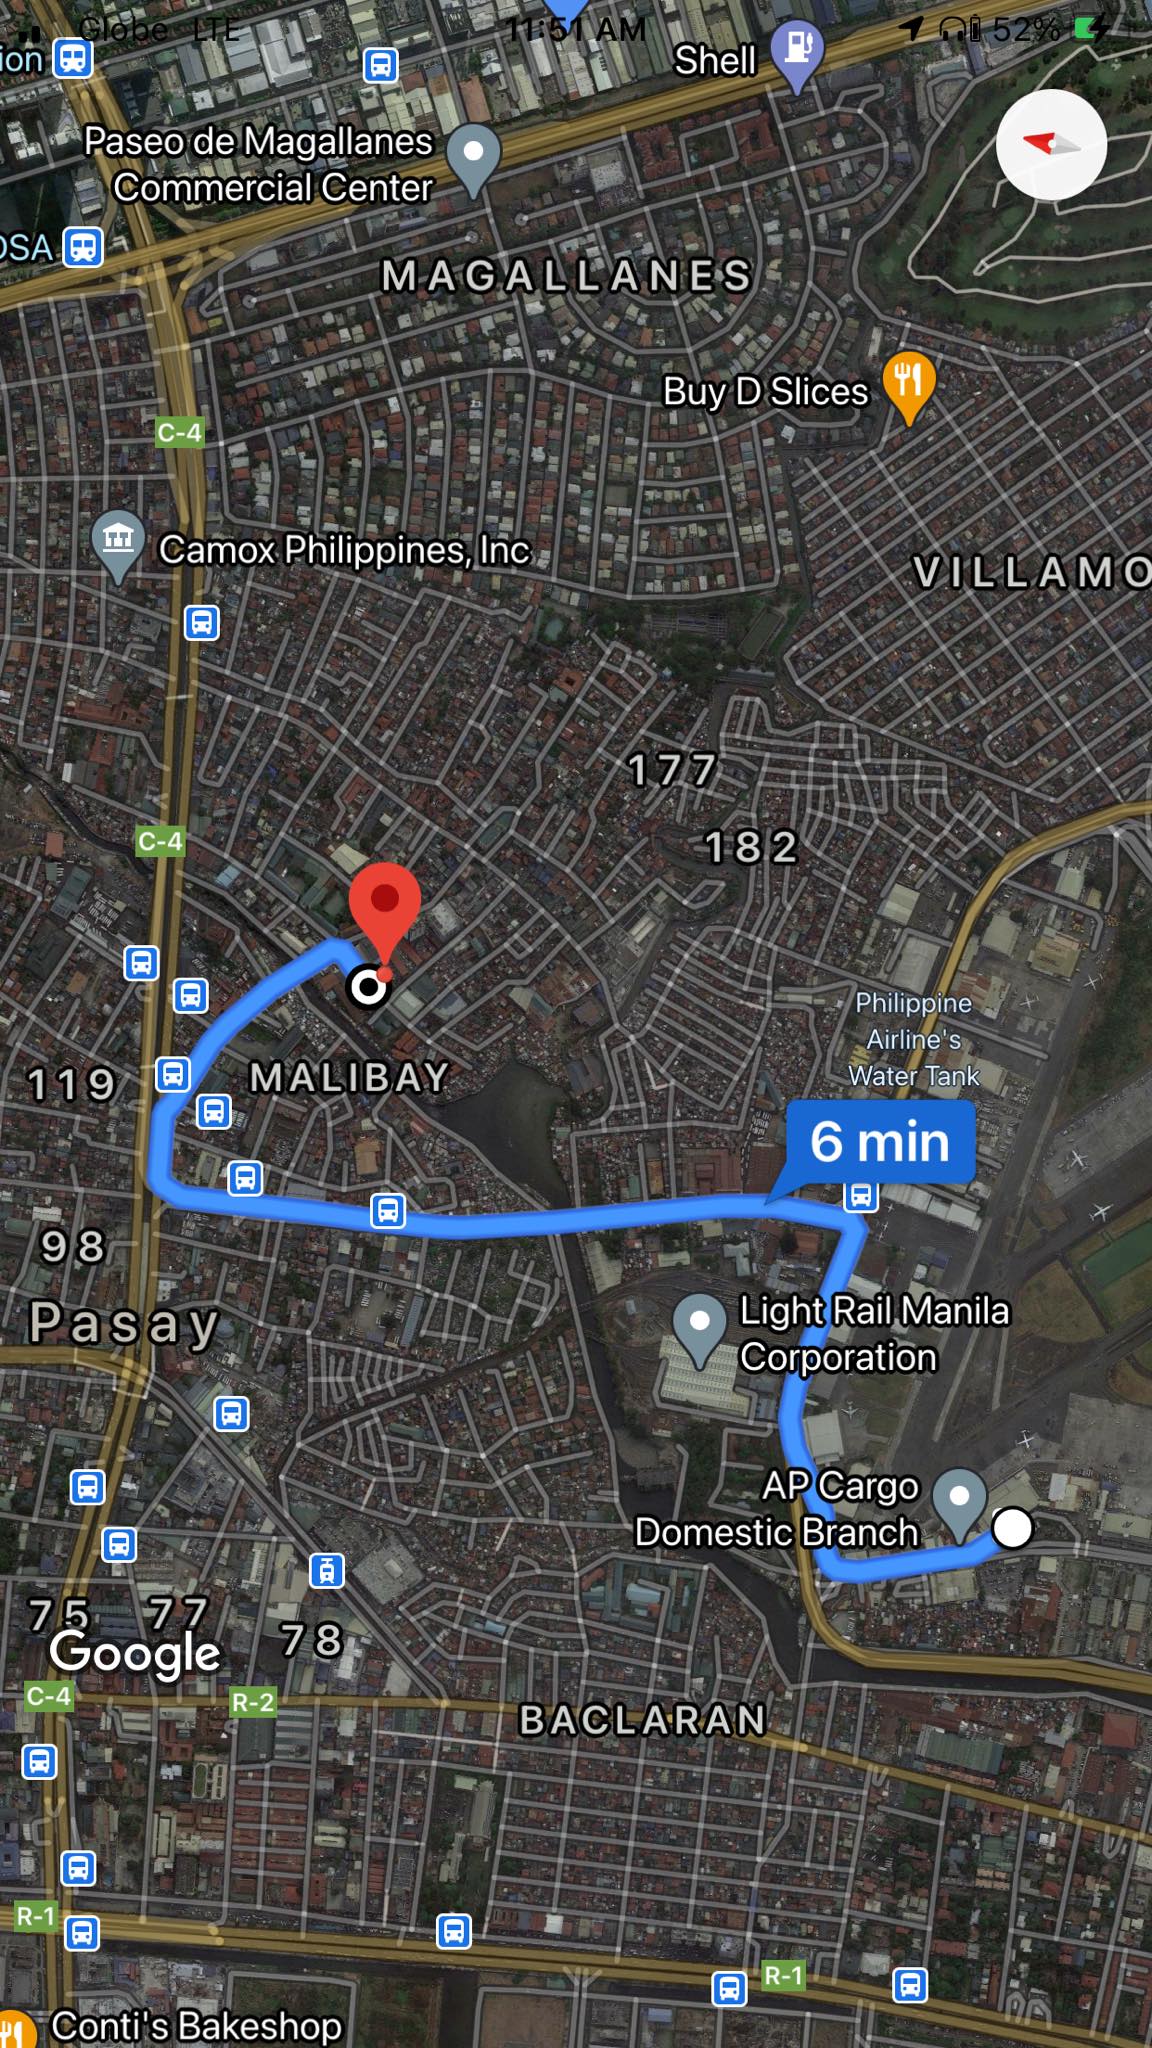 Globe LTE 11:51 AM 52%
ion
Shell
Paseo de Magallanes
Commercial Center
DSA
MAGALLANES
Buy D Slices
C-4
Camox Philippines, Inc
VILLAMO
177
182
C-4
Philippine
Airline's
Water Tank
MALIBAY
119
6 min
98
Pasay
Light Rail Manila
Corporation
AP Cargo
Domestic Branch
75 77
78
Google
C-4
R-2
BACLARAN
R-1
R-1
Conti's Bakeshop